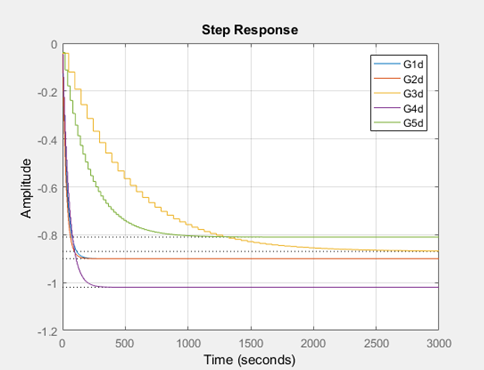 Step Response
0
-0.2
-0.4
-0.6
-0.8
-1
-1.2
Amplitude
G1d
G2d
G3d
G4d
G5d
0
500
1000
1500
2000
2500
3000
Time (seconds)